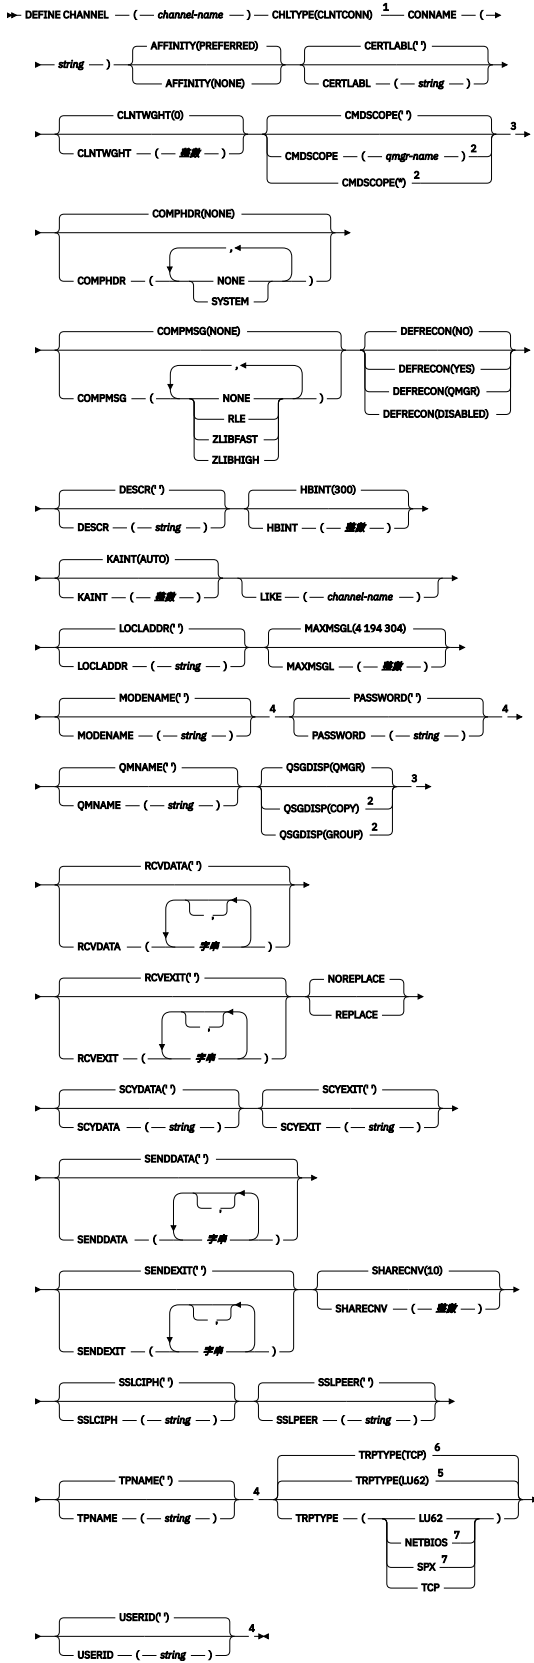 DEFINE CHANNEL ( channel-name ) CHLTYPE(CLNTCONN) 1 CONNAME (
string ) AFFINITY(PREFERRED) CERTLABL(' ')
AFFINITY(NONE) CERTLABL ( string )
CLNTWGHT(0) CMDSCOPE(' ') 3
CLNTWGHT ( 整數 ) CMDSCOPE ( qmgr-name ) 2
CMDSCOPE(*) 2
COMPHDR(NONE)
,
COMPHDR ( NONE )
SYSTEM
COMPMSG(NONE) DEFRECON(NO)
, DEFRECON(YES)
COMPMSG ( NONE ) DEFRECON(QMGR)
RLE DEFRECON(DISABLED)
ZLIBFAST
ZLIBHIGH
DESCR(' ') HBINT(300)
DESCR ( string ) HBINT ( 整數 )
KAINT(AUTO)
KAINT ( 整數 ) LIKE ( channel-name )
LOCLADDR(' ') MAXMSGL(4 194 304)
LOCLADDR ( string ) MAXMSGL ( 整數 )
MODENAME(' ') 4 PASSWORD(' ') 4
MODENAME ( string ) PASSWORD ( string )
QMNAME(' ') QSGDISP(QMGR) 3
QMNAME ( string ) QSGDISP(COPY) 2
QSGDISP(GROUP) 2
RCVDATA(' ')
,
RCVDATA ( 字串 )
RCVEXIT(' ') NOREPLACE
, REPLACE
RCVEXIT ( 字串 )
SCYDATA(' ') SCYEXIT(' ')
SCYDATA ( string ) SCYEXIT ( string )
SENDDATA(' ')
,
SENDDATA ( 字串 )
SENDEXIT(' ') SHARECNV(10)
, SHARECNV ( 整數 )
SENDEXIT ( 字串 )
SSLCIPH(' ') SSLPEER(' ')
SSLCIPH ( string ) SSLPEER ( string )
TRPTYPE(TCP) 6
TPNAME(' ') 4 TRPTYPE(LU62) 5
TPNAME ( string ) TRPTYPE ( LU62 )
NETBIOS 7
SPX 7
TCP
USERID(' ') 4
USERID ( string )